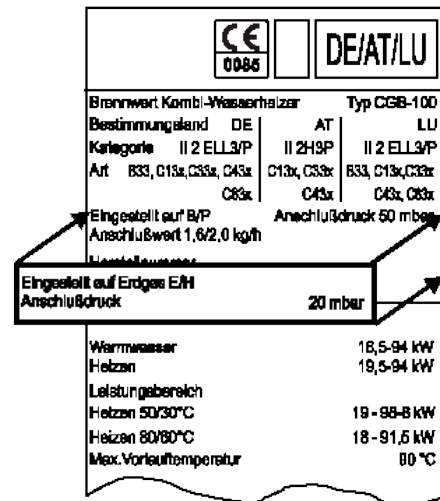 CE
0085
DE/AT/LU
Brennwert Kombi-Wasserheizer Typ CGB-100
Bestimmungsland DE AT LU
Kategorie II 2 ELL3/P II 2H3P II 2 ELL3/P
Art B33, C13x,C33x, C43x C13x, C33x B33, C13x,C33x
C63x C43x C43x, C63x
Eingestellt auf B/P Anschlußdruck 50 mbar
Anschlußwert 1,6/2,0 kg/h
Eingestellt auf Erdgas E/H
Anschlußdruck 20 mbar
Warmwasser 18,5-94 kW
Heizen 19,5-94 kW
Leistungsbereich
Heizen 50/30°C 19 - 98-8 kW
Heizen 80/60°C 18 - 91,5 kW
Max.Vorlauftemperatur 90 °C